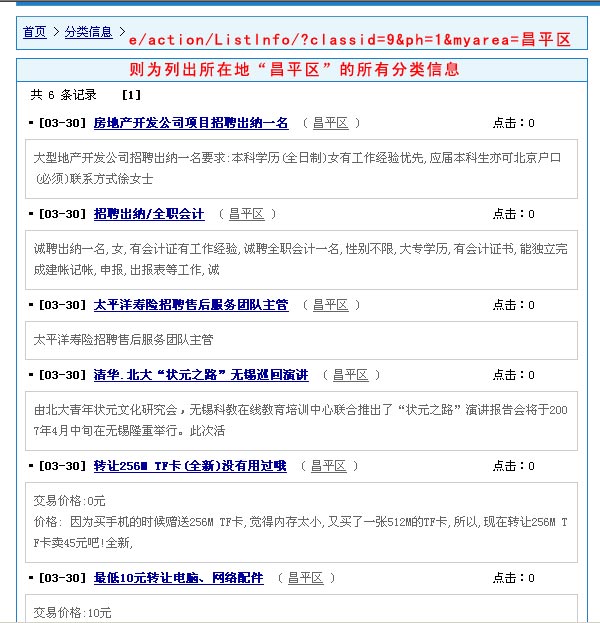 首页 > 分类信息 > e/action/ListInfo/?classid=9&ph=1&myarea=昌平区
则为列出所在地“昌平区”的所有分类信息
共 6 条记录 [1]
▪ [03-30] 房地产开发公司项目招聘出纳一名 ( 昌平区 ) 点击：0
大型地产开发公司招聘出纳一名要求:本科学历(全日制)女有工作经验优先,应届本科生亦可北京户口
(必须)联系方式徐女士
▪ [03-30] 招聘出纳/全职会计 ( 昌平区 ) 点击：0
诚聘出纳一名,女,有会计证有工作经验,诚聘全职会计一名,性别不限,大专学历,有会计证书,能独立完
成建帐记帐,申报,出报表等工作,诚
▪ [03-30] 太平洋寿险招聘售后服务团队主管 ( 昌平区 ) 点击：0
太平洋寿险招聘售后服务团队主管
▪ [03-30] 清华.北大“状元之路”无锡巡回演讲 ( 昌平区 ) 点击：0
由北大青年状元文化研究会，无锡科教在线教育培训中心联合推出了“状元之路”演讲报告会将于200
7年4月中旬在无锡隆重举行。此次活
▪ [03-30] 转让256M TF卡(全新)没有用过哦 ( 昌平区 ) 点击：0
交易价格:0元
价格: 因为买手机的时候赠送256M TF卡,觉得内存太小,又买了一张512M的TF卡,所以,现在转让256M T
F卡卖45元吧!全新,
▪ [03-30] 最低10元转让电脑、网络配件 ( 昌平区 ) 点击：0
交易价格:10元